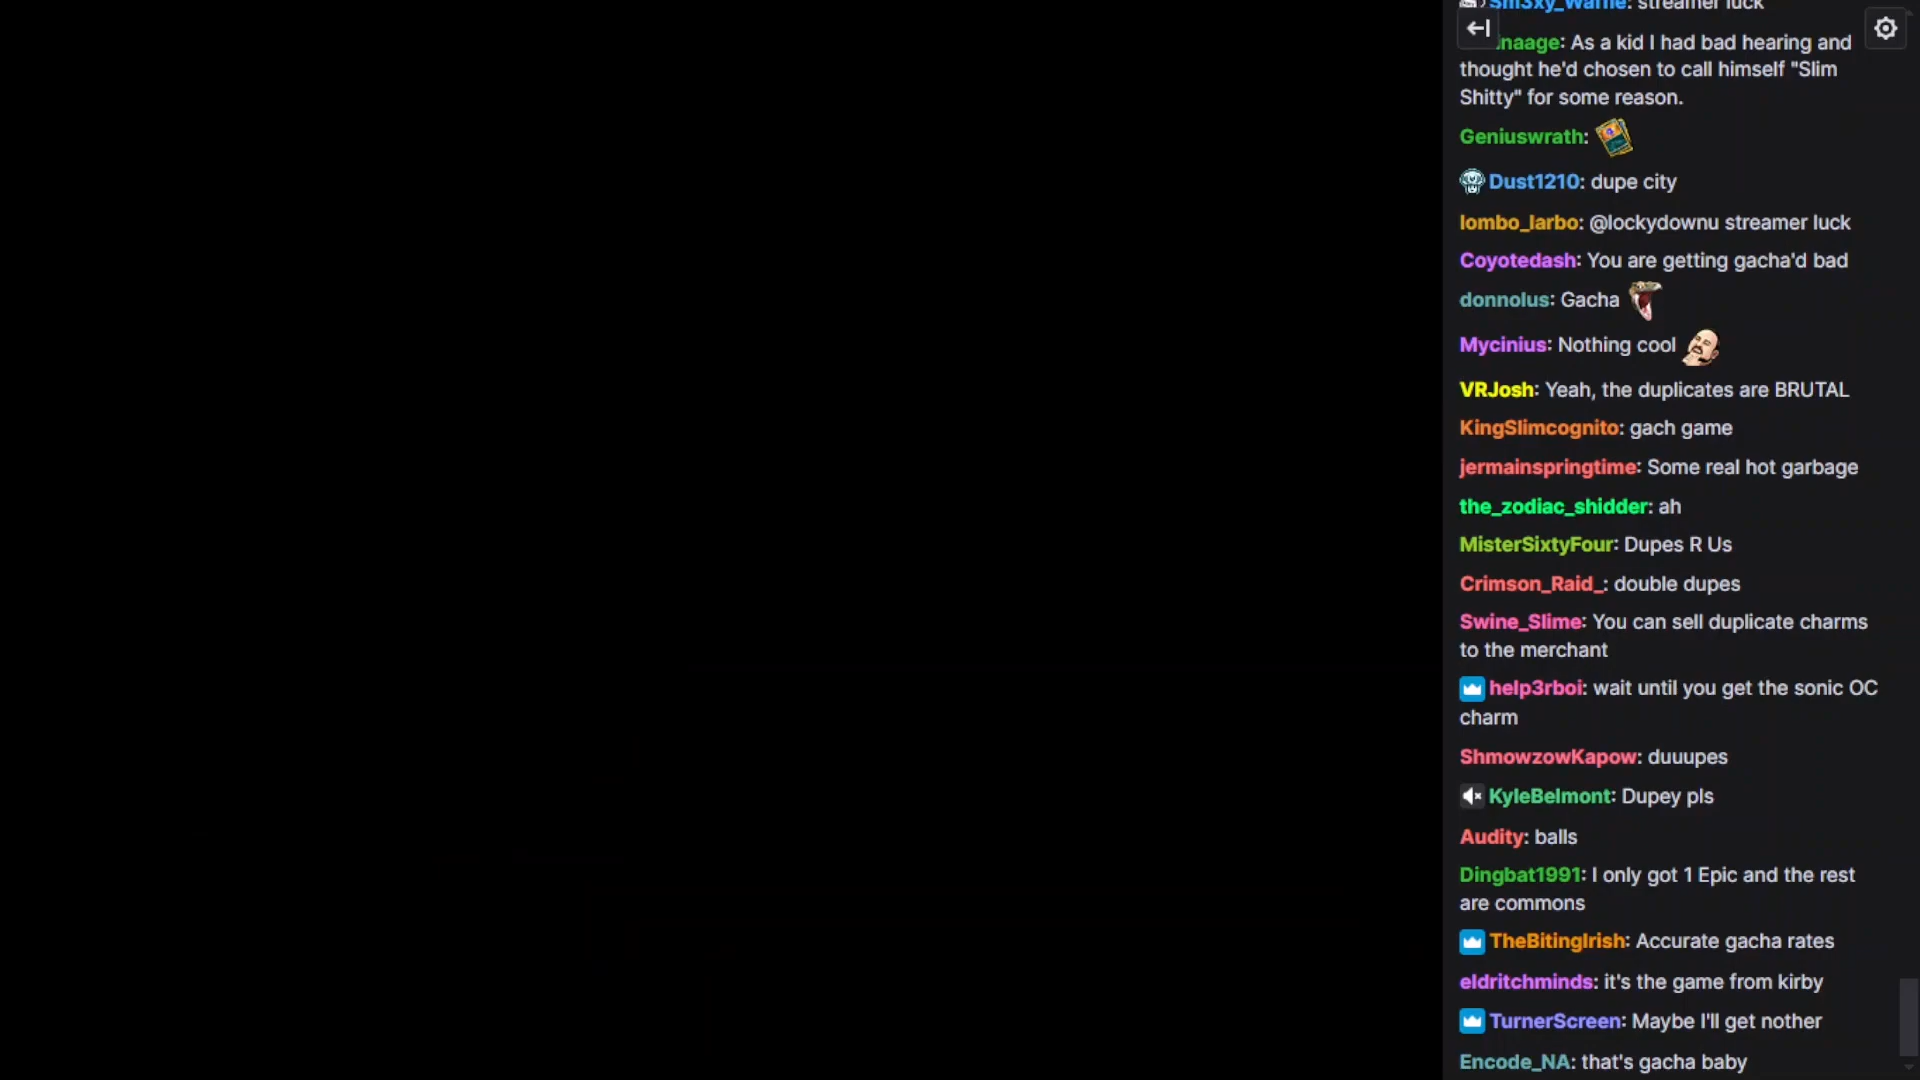 Sm3xy_Waffle: streamer luck
naage: As a kid I had bad hearing and
thought he'd chosen to call himself "Slim
Shitty" for some reason.
Geniuswrath:
Dust1210: dupe city
lombo_larbo: @lockydownu streamer luck
Coyotedash: You are getting gacha'd bad
donnolus: Gacha
Mycinius: Nothing cool
VRJosh: Yeah, the duplicates are BRUTAL
KingSlimcognito: gach game
jermainspringtime: Some real hot garbage
the_zodiac_shidder: ah
MisterSixtyFour: Dupes R Us
Crimson_Raid_: double dupes
Swine_Slime: You can sell duplicate charms
to the merchant
help3rboi: wait until you get the sonic OC
charm
ShmowzowKapow: duuupes
KyleBelmont: Dupey pls
Audity: balls
Dingbat1991: I only got 1 Epic and the rest
are commons
TheBitingIrish: Accurate gacha rates
eldritchminds: it's the game from kirby
TurnerScreen: Maybe I'll get nother
Encode_NA: that's gacha baby